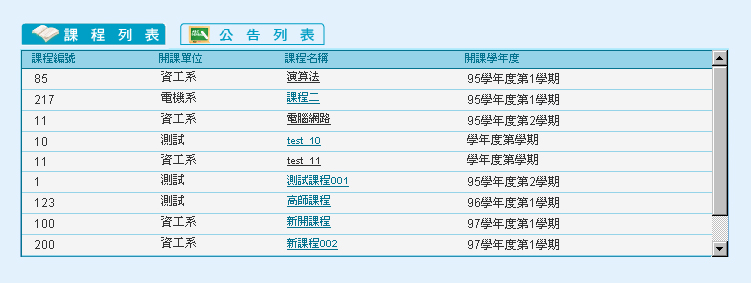 課程列表 公告列表
課程編號 開課單位 課程名稱 開課學年度
85 資工系 演算法 95學年度第1學期
217 電機系 課程二 95學年度第1學期
11 資工系 電腦網路 95學年度第2學期
10 測試 test_10 學年度第學期
11 資工系 test_11 學年度第學期
1 測試 測試課程001 95學年度第2學期
123 測試 高師課程 96學年度第1學期
100 資工系 新開課程 97學年度第1學期
200 資工系 新課程002 97學年度第1學期